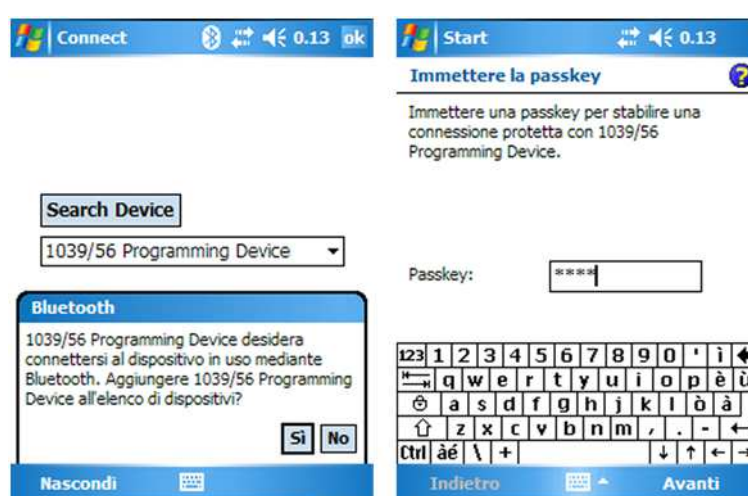 Connect 0.13 ok
Search Device
1039/56 Programming Device
Bluetooth
1039/56 Programming Device desidera
connettersi al dispositivo in uso mediante
Bluetooth. Aggiungere 1039/56 Programming
Device all'elenco di dispositivi?
Sì No
Nascondi
Start 0.13
Immettere la passkey ?
Immettere una passkey per stabilire una
connessione protetta con 1039/56
Programming Device.
Passkey: ****
123 1 2 3 4 5 6 7 8 9 0 ' ì
q w e r t y u i o p è ù
a s d f g h j k l ò à
z x c v b n m , . -
Ctrl àé \ +
Indietro Avanti